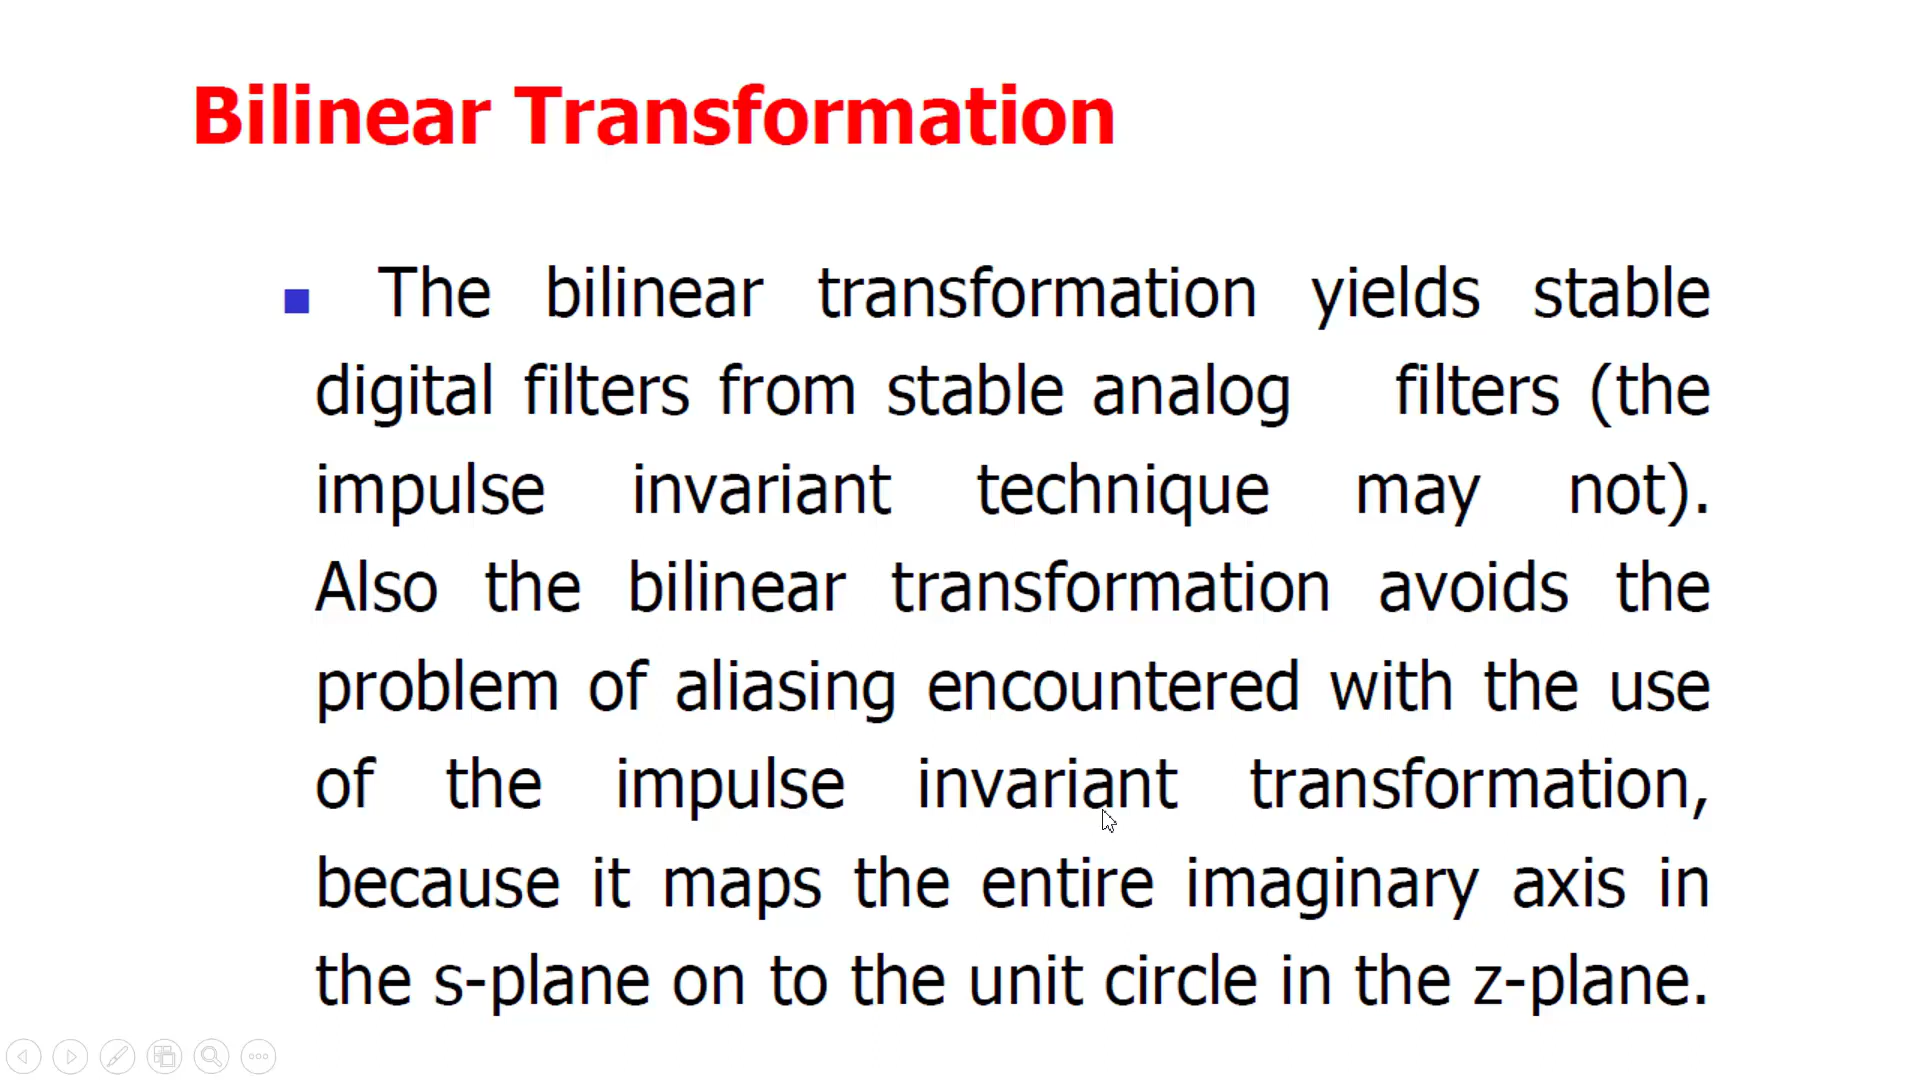 Bilinear Transformation
The bilinear transformation yields stable
digital filters from stable analog filters (the
impulse invariant technique may not).
Also the bilinear transformation avoids the
problem of aliasing encountered with the use
of the impulse invariant transformation,
because it maps the entire imaginary axis in
the s-plane on to the unit circle in the z-plane.